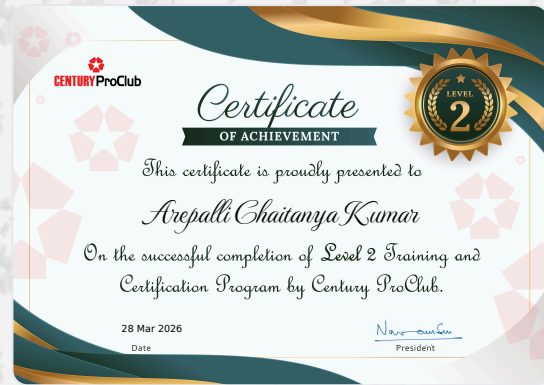 CENTURY ProClub
LEVEL
2
Certificate
OF ACHIEVEMENT
This certificate is proudly presented to
Arepalli Chaitanya Kumar
On the successful completion of Level 2 Training and
Certification Program by Century ProClub.
28 Mar 2026
Date
President